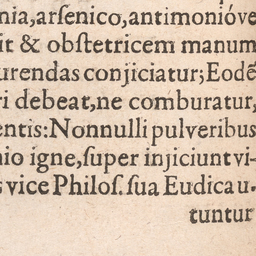 nia,arſenico,antimonióve
it & obſtetricem manum
urendas conjiciatur;Eodē
ri debeat,ne comburatur,
entis:Nonnulli pulveribus
nio igne,ſuper injiciunt vi-
s vice Philoſ. ſua Eudica u-
tuntur